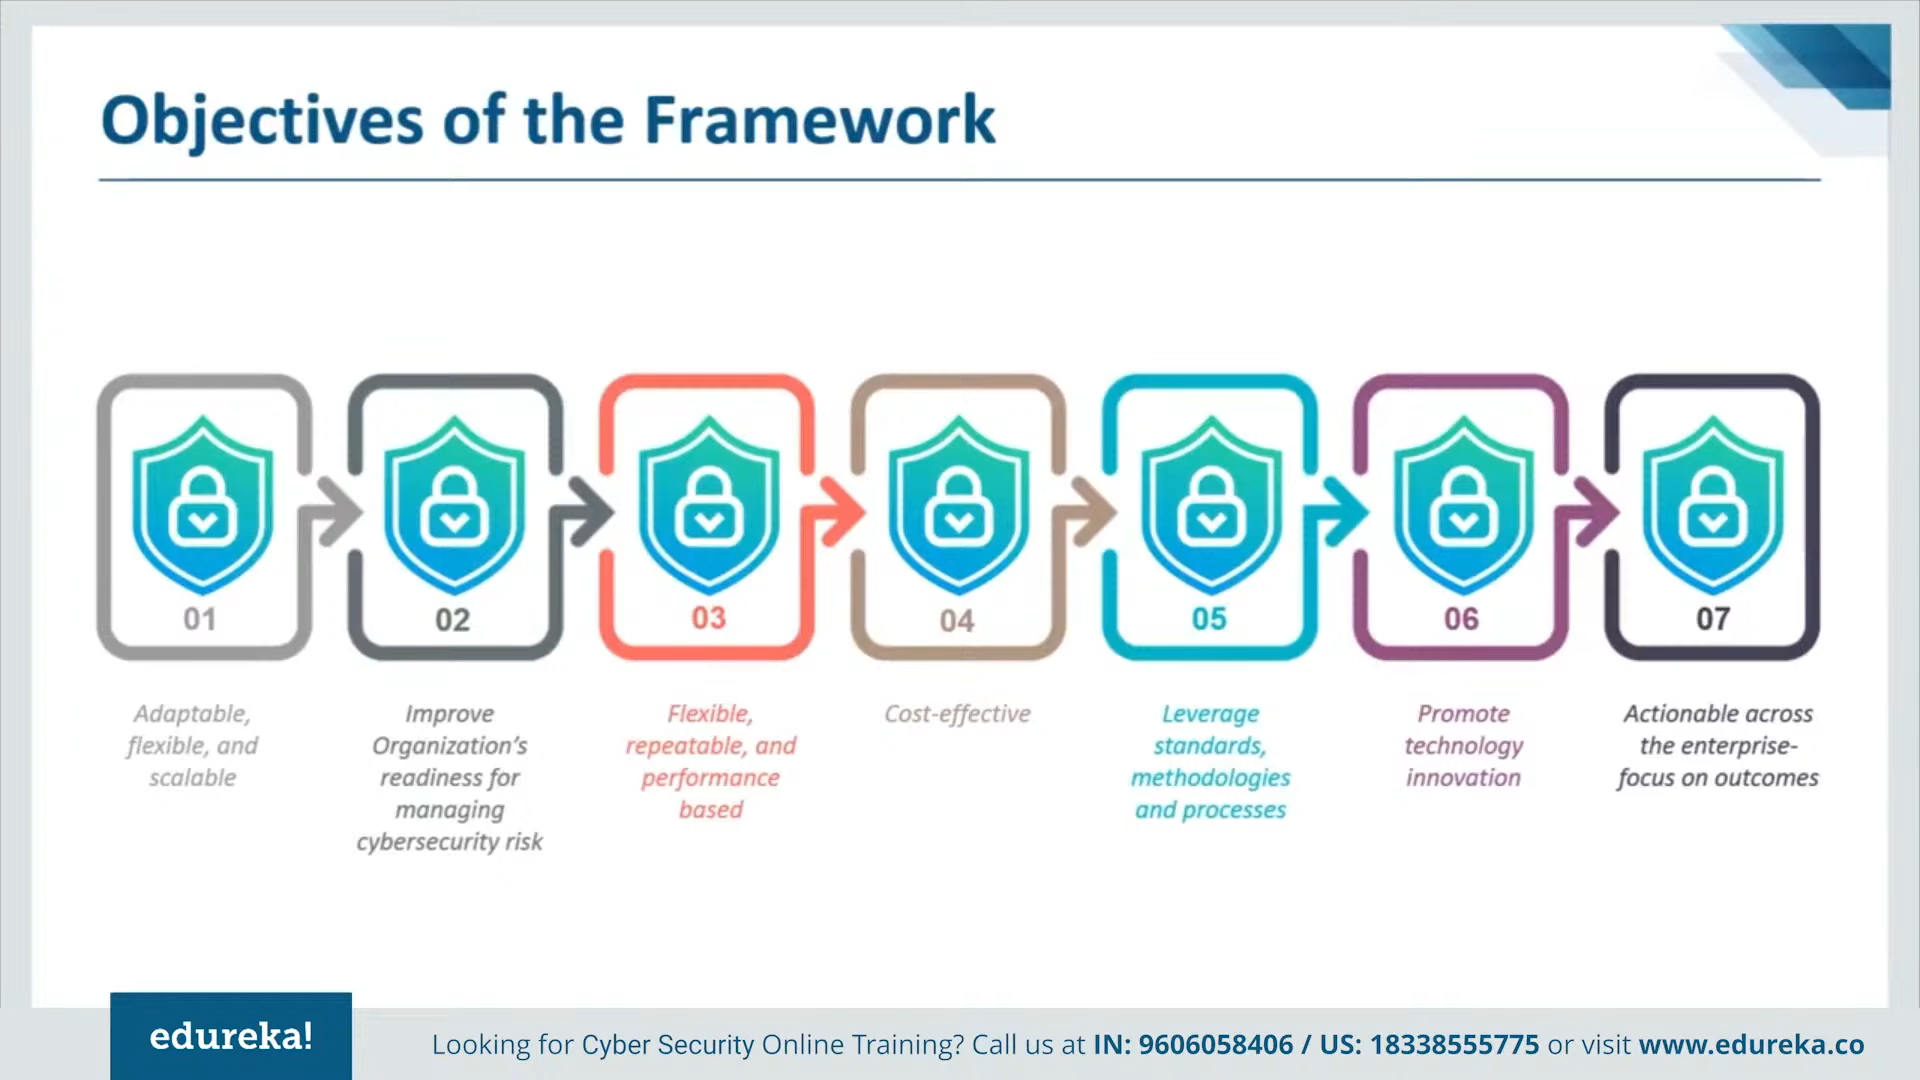 Objectives of the Framework
01
02
03
04
05
06
07
Adaptable,
flexible, and
scalable
Improve
Organization's
readiness for
managing
cybersecurity risk
Flexible,
repeatable, and
performance
based
Cost-effective
Leverage
standards,
methodologies
and processes
Promote
technology
innovation
Actionable across
the enterprise-
focus on outcomes
edureka!
Looking for Cyber Security Online Training? Call us at IN: 9606058406 / US: 18338555775 or visit www.edureka.co